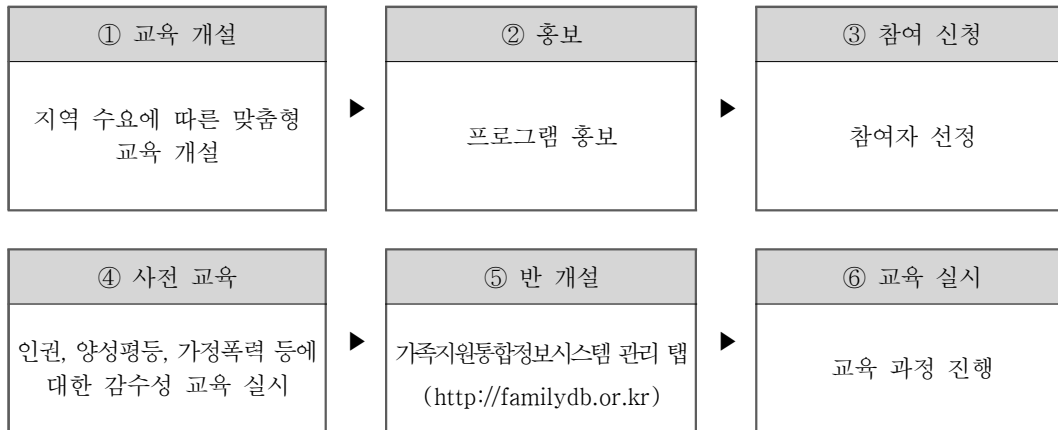 ① 교육 개설
지역 수요에 따른 맞춤형
교육 개설
▶
② 홍보
프로그램 홍보
▶
③ 참여 신청
참여자 선정
④ 사전 교육
인권, 양성평등, 가정폭력 등에
대한 감수성 교육 실시
▶
⑤ 반 개설
가족지원통합정보시스템 관리 탭
(http://familydb.or.kr)
▶
⑥ 교육 실시
교육 과정 진행